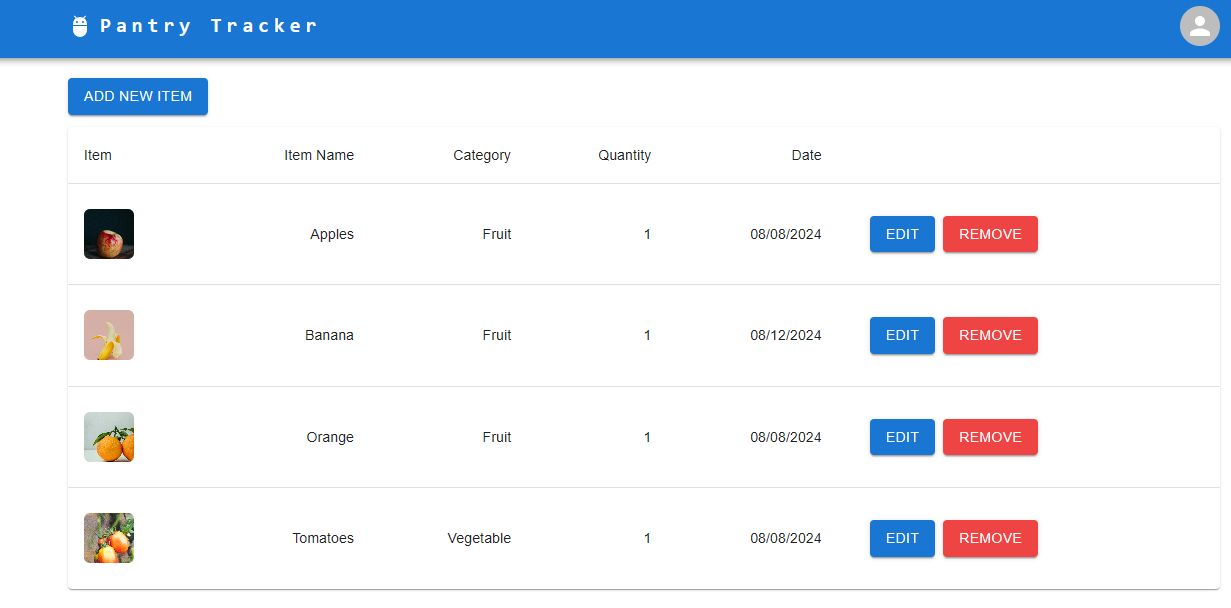 Pantry Tracker
ADD NEW ITEM
Item Item Name Category Quantity Date
Apples Fruit 1 08/08/2024 EDIT REMOVE
Banana Fruit 1 08/12/2024 EDIT REMOVE
Orange Fruit 1 08/08/2024 EDIT REMOVE
Tomatoes Vegetable 1 08/08/2024 EDIT REMOVE